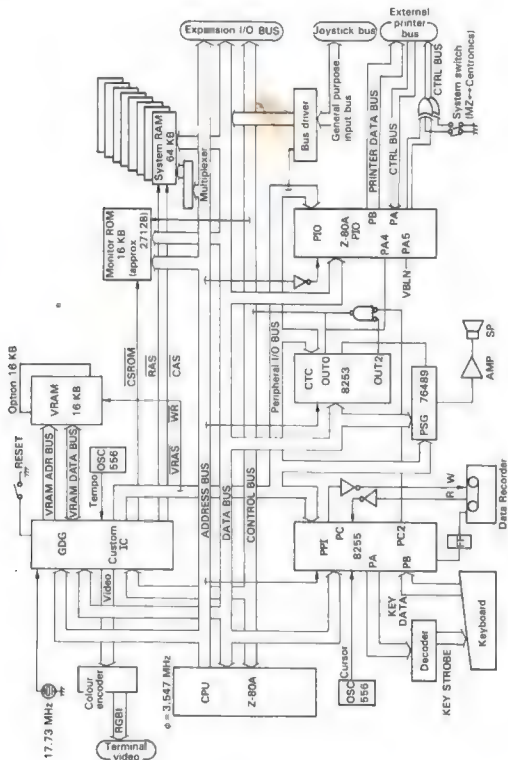 17.73 MHz
Terminal
video
RGBI
Colour
encoder
Video
GDG
Custom
IC
RESET
VRAM ADR BUS
VRAM DATA BUS
VRAM
16 KB
Option 16 KB
Tempo
OSC
556
WR
VRAS
CSROM
RAS
CAS
Monitor ROM
16 KB
(approx
27128)
System RAM
64 KB
Multiplexer
Expansion I/O BUS
φ = 3.547 MHz
CPU
Z-80A
ADDRESS BUS
DATA BUS
CONTROL BUS
Peripheral I/O BUS
Bus driver
General purpose
input bus
Joystick bus
External
printer
bus
Cursor
OSC
556
PPI
8255
PC
PA
PB
PC2
KEY
DATA
Decoder
KEY STROBE
Keyboard
FF
R
W
Data Recorder
CTC
8253
OUT0
OUT2
PSG
76489
AMP
SP
PIO
Z-80A
PIO
PB
PA
PA4
PA5
VBLN
PRINTER DATA BUS
CTRL BUS
CTRL BUS
System switch
(MZ↔Centronics)